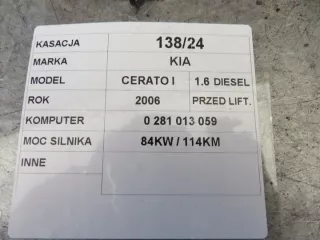 KASACJA 138/24
MARKA KIA
MODEL CERATO I 1.6 DIESEL
ROK 2006 PRZED LIFT.
KOMPUTER 0 281 013 059
MOC SILNIKA 84KW / 114KM
INNE